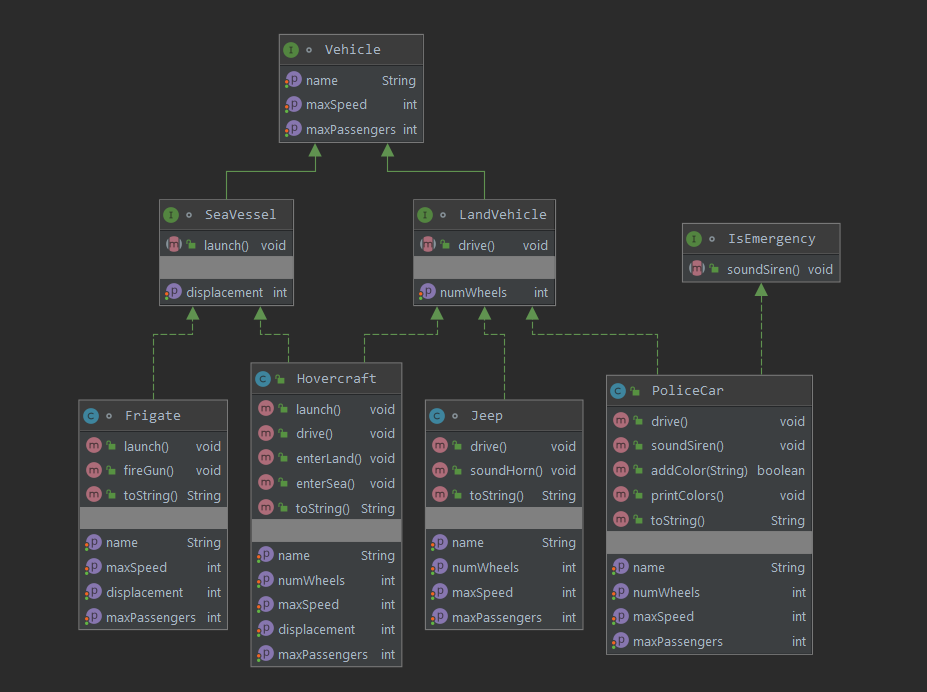 I Vehicle
p name String
p maxSpeed int
p maxPassengers int
I SeaVessel
m launch() void
p displacement int
I LandVehicle
m drive() void
p numWheels int
I IsEmergency
m soundSiren() void
C Frigate
m launch() void
m fireGun() void
m toString() String
p name String
p maxSpeed int
p displacement int
p maxPassengers int
C Hovercraft
m launch() void
m drive() void
m enterLand() void
m enterSea() void
m toString() String
p name String
p numWheels int
p maxSpeed int
p displacement int
p maxPassengers int
C Jeep
m drive() void
m soundHorn() void
m toString() String
p name String
p numWheels int
p maxSpeed int
p maxPassengers int
C PoliceCar
m drive() void
m soundSiren() void
m addColor(String) boolean
m printColors() void
m toString() String
p name String
p numWheels int
p maxSpeed int
p maxPassengers int